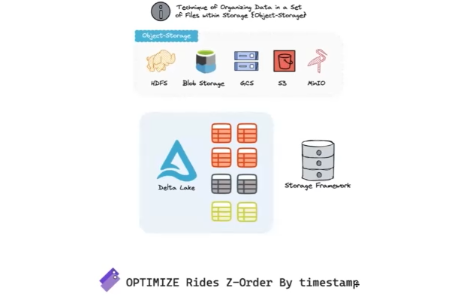 Technique of Organizing Data in a Set
of Files within Storage {Object-Storage}
Object-Storage
HDFS Blob Storage GCS S3 MinIO
Delta Lake
Storage Framework
OPTIMIZE Rides Z-Order By timestamp